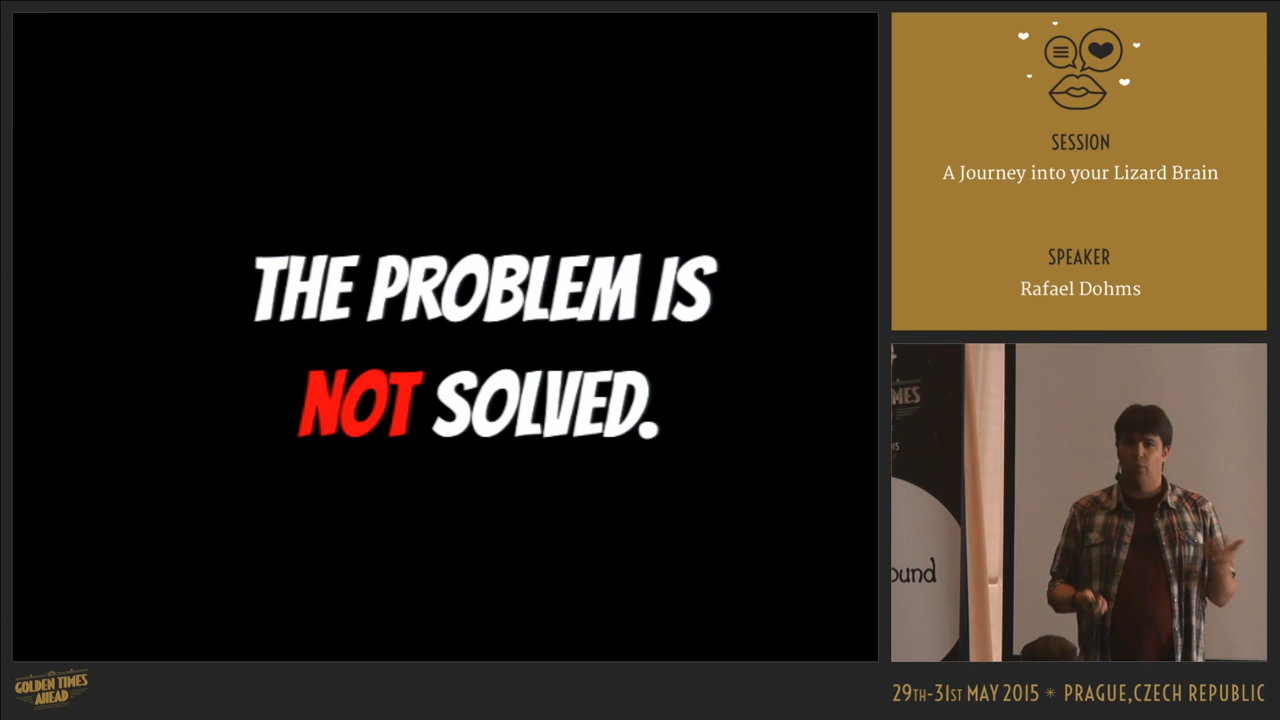 THE PROBLEM IS
NOT SOLVED.
SESSION
A Journey into your Lizard Brain
SPEAKER
Rafael Dohms
GOLDEN TIMES
AHEAD
29TH-31ST MAY 2015 * PRAGUE,CZECH REPUBLIC